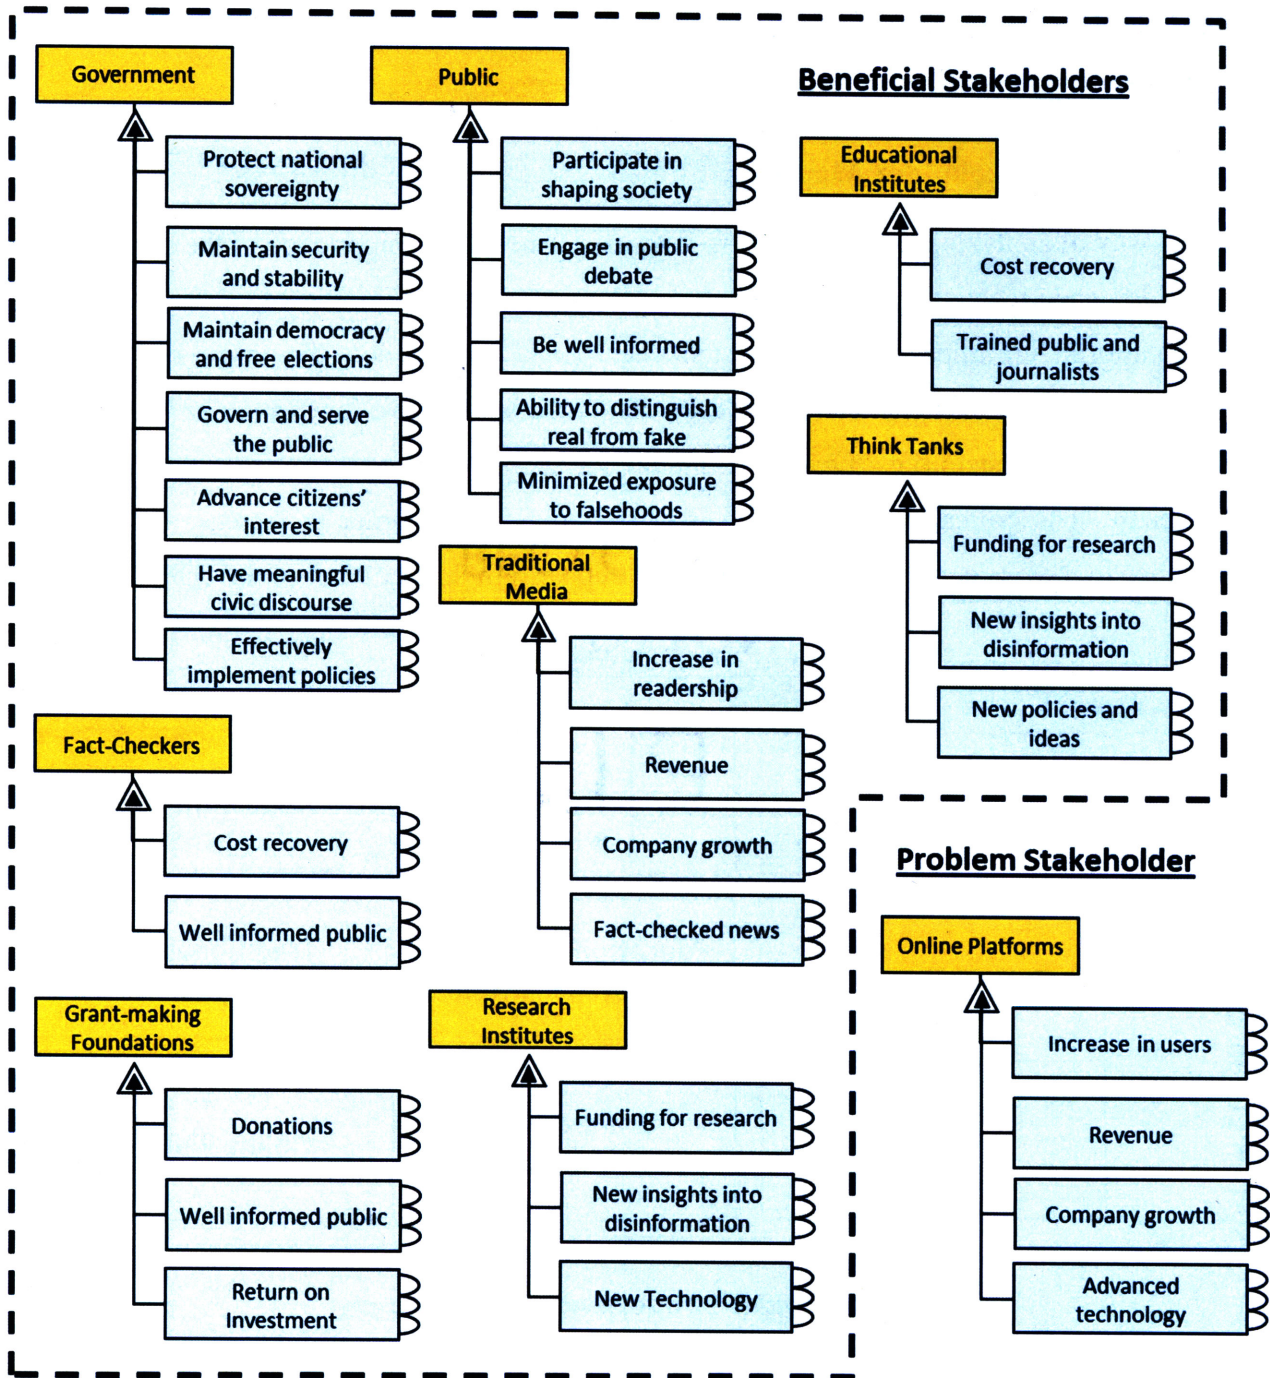 Government
Protect national
sovereignty
Maintain security
and stability
Maintain democracy
and free elections
Govern and serve
the public
Advance citizens'
interest
Have meaningful
civic discourse
Effectively
implement policies
Public
Participate in
shaping society
Engage in public
debate
Be well informed
Ability to distinguish
real from fake
Minimized exposure
to falsehoods
Beneficial Stakeholders
Educational
Institutes
Cost recovery
Trained public and
journalists
Think Tanks
Funding for research
New insights into
disinformation
New policies and
ideas
Traditional
Media
Increase in
readership
Revenue
Company growth
Fact-checked news
Fact-Checkers
Cost recovery
Well informed public
Grant-making
Foundations
Donations
Well informed public
Return on
Investment
Research
Institutes
Funding for research
New insights into
disinformation
New Technology
Problem Stakeholder
Online Platforms
Increase in users
Revenue
Company growth
Advanced
technology